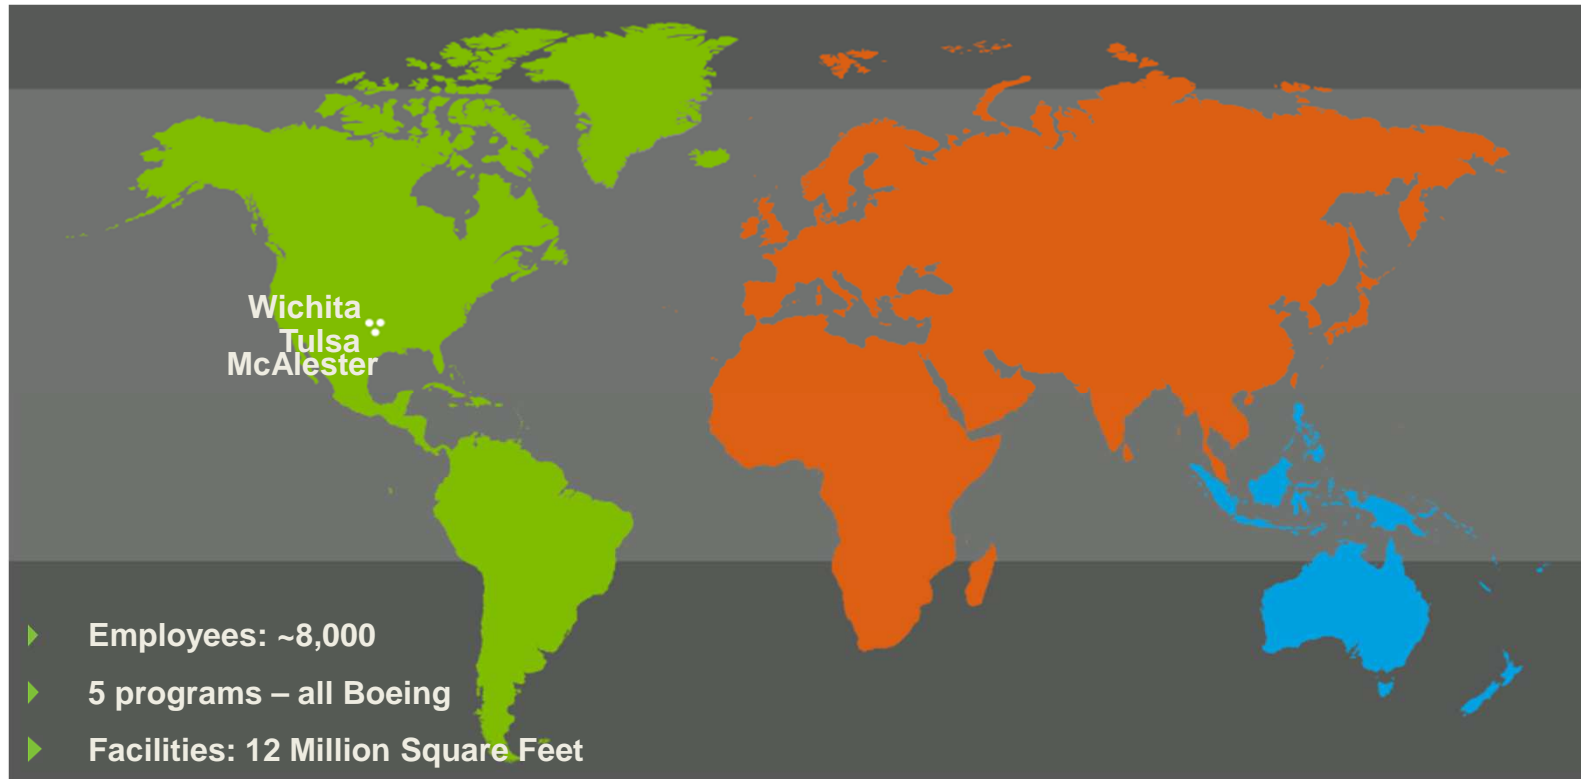 Wichita
Tulsa
McAlester
Employees: ~8,000
5 programs – all Boeing
Facilities: 12 Million Square Feet